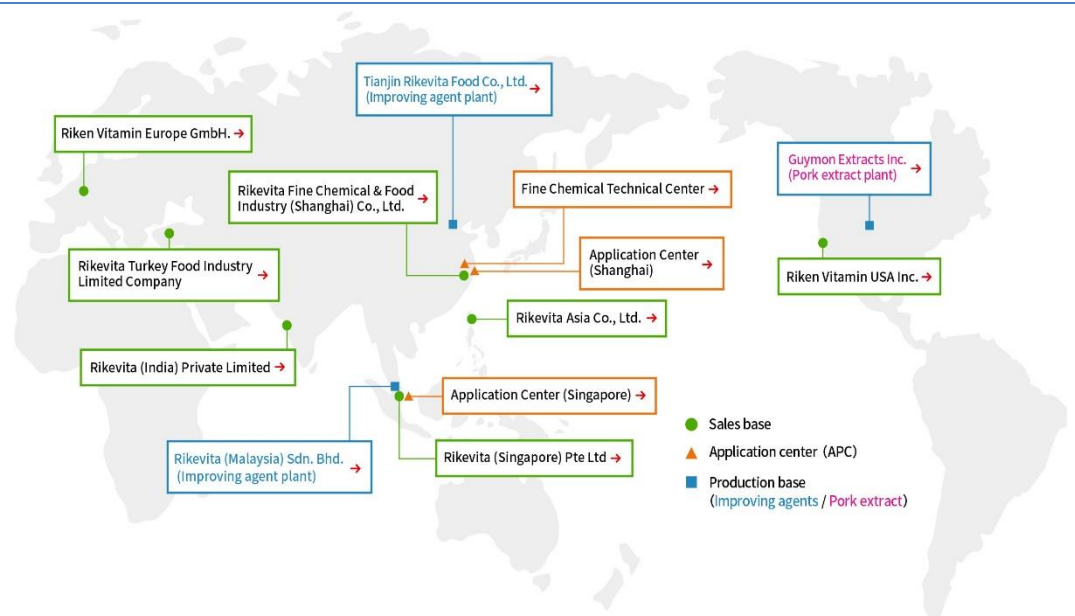 Tianjin Rikevita Food Co., Ltd. →
(Improving agent plant)
Riken Vitamin Europe GmbH. →
Guymon Extracts Inc. →
(Pork extract plant)
Rikevita Fine Chemical & Food →
Industry (Shanghai) Co., Ltd.
Fine Chemical Technical Center →
Application Center →
(Shanghai)
Rikevita Turkey Food Industry →
Limited Company
Riken Vitamin USA Inc. →
Rikevita Asia Co., Ltd. →
Rikevita (India) Private Limited →
Application Center (Singapore) →
Rikevita (Malaysia) Sdn. Bhd. →
(Improving agent plant)
Rikevita (Singapore) Pte Ltd →
Sales base
Application center (APC)
Production base
(Improving agents / Pork extract)